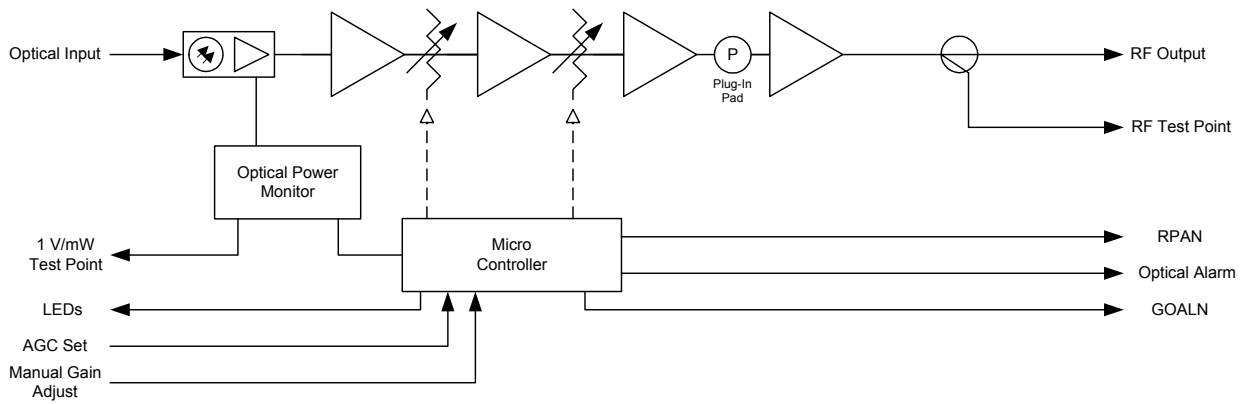 Optical Input
P
Plug-In
Pad
RF Output
RF Test Point
Optical Power
Monitor
1 V/mW
Test Point
Micro
Controller
RPAN
Optical Alarm
GOALN
LEDs
AGC Set
Manual Gain
Adjust